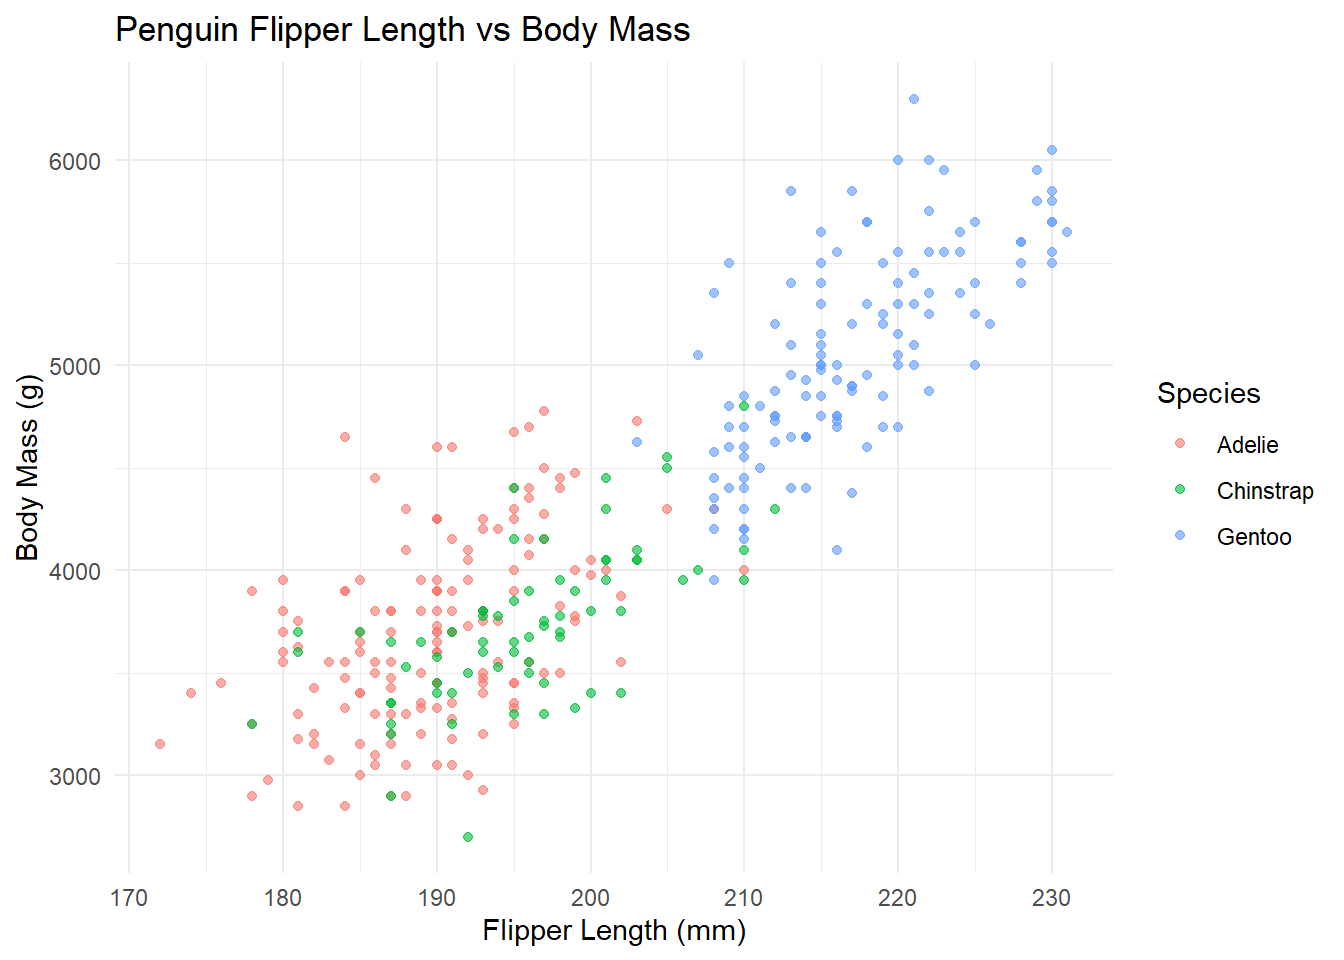 Penguin Flipper Length vs Body Mass
6000
5000
4000
3000
Body Mass (g)
170 180 190 200 210 220 230
Flipper Length (mm)
Species
Adelie
Chinstrap
Gentoo